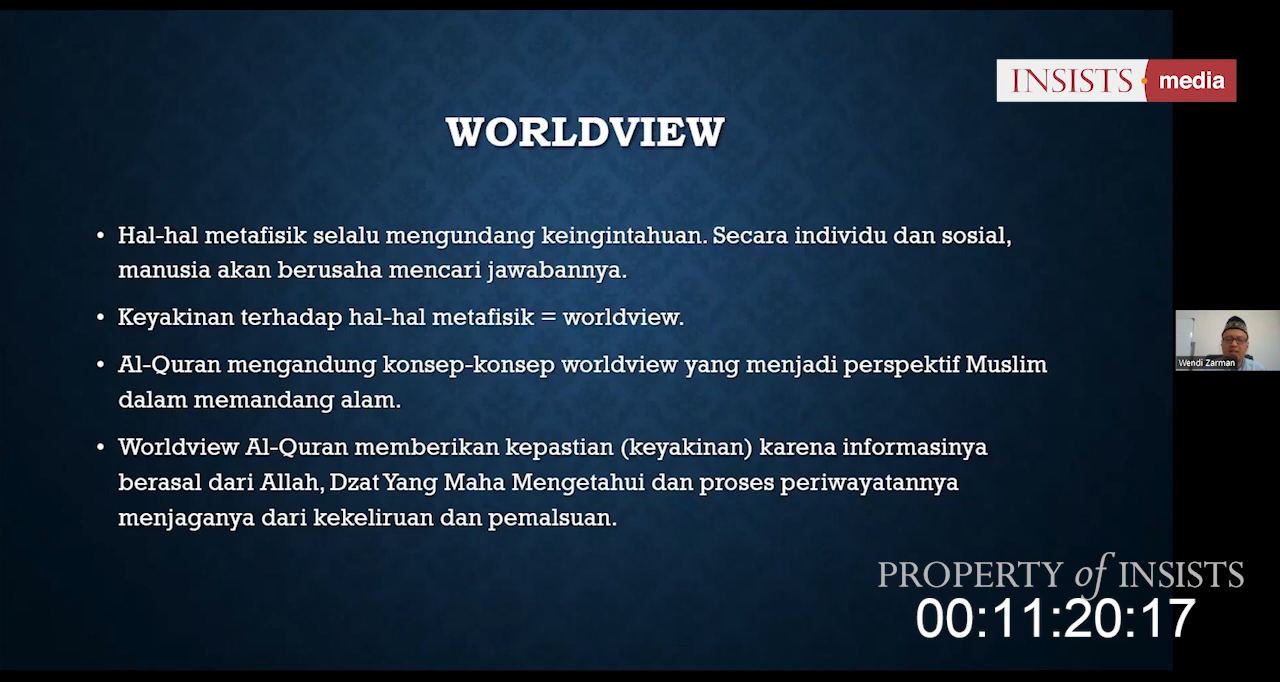 INSISTS media
WORLDVIEW
• Hal-hal metafisik selalu mengundang keingintahuan. Secara individu dan sosial,
manusia akan berusaha mencari jawabannya.
• Keyakinan terhadap hal-hal metafisik = worldview.
• Al-Quran mengandung konsep-konsep worldview yang menjadi perspektif Muslim
dalam memandang alam.
• Worldview Al-Quran memberikan kepastian (keyakinan) karena informasinya
berasal dari Allah, Dzat Yang Maha Mengetahui dan proses periwayatannya
menjaganya dari kekeliruan dan pemalsuan.
Wendi Zarman
PROPERTY of INSISTS
00:11:20:17